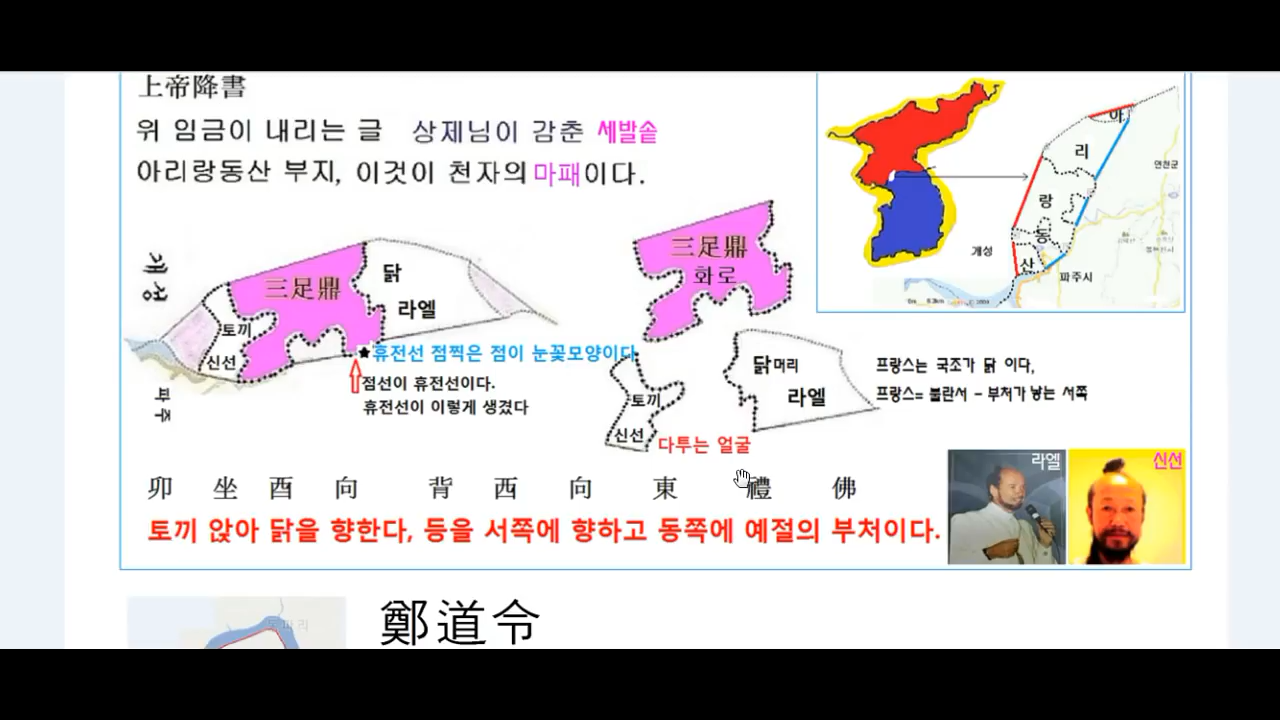 上帝降書
위 임금이 내리는 글 상제님이 감춘 세발솥
아리랑동산 부지, 이것이 천자의마패이다.
아
리
랑
동
산
연천군
개성
파주시
개성
三足鼎
닭
라엘
토끼
신선
파주
★휴전선 점찍은 점이 눈꽃모양이다
점선이 휴전선이다.
휴전선이 이렇게 생겼다
三足鼎
화로
닭머리
라엘
토끼
신선
다투는 얼굴
프랑스는 국조가 닭 이다,
프랑스= 불란서 - 부처가 낳는 서쪽
라엘
신선
卯 坐 酉 向 背 西 向 東 禮 佛
토끼 앉아 닭을 향한다, 등을 서쪽에 향하고 동쪽에 예절의 부처이다.
鄭道令